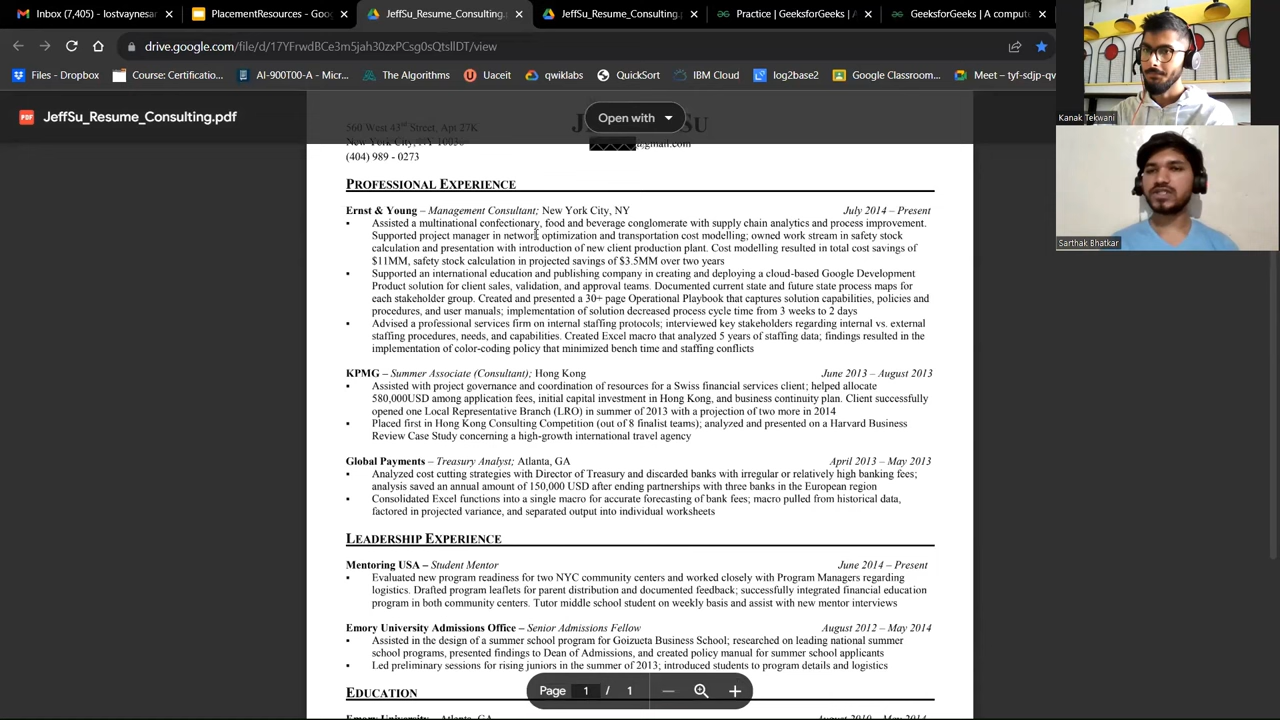 Inbox (7,405) - lostvaynesar
PlacementResources - Goog
JeffSu_Resume_Consulting.p
JeffSu_Resume_Consulting.p
Practice | GeeksforGeeks | A
GeeksforGeeks | A compute
drive.google.com/file/d/17YFrwdBCe3m5jah30zxPCsg0sQtsllDT/view
Files - Dropbox
Course: Certificatio...
AI-900T00-A - Micr...
The Algorithms
Uaceit
qwiklabs
QuickSort
IBM Cloud
log2base2
Google Classroom...
Meet – tyf-sdjp-qv
JeffSu_Resume_Consulting.pdf
Open with
560 West 43rd Street, Apt 27K
New York City, NY 10036
@gmail.com
(404) 989 - 0273
PROFESSIONAL EXPERIENCE
Ernst & Young – Management Consultant; New York City, NY July 2014 – Present
▪ Assisted a multinational confectionary, food and beverage conglomerate with supply chain analytics and process improvement.
Supported project manager in network optimization and transportation cost modelling; owned work stream in safety stock
calculation and presentation with introduction of new client production plant. Cost modelling resulted in total cost savings of
$11MM, safety stock calculation in projected savings of $3.5MM over two years
▪ Supported an international education and publishing company in creating and deploying a cloud-based Google Development
Product solution for client sales, validation, and approval teams. Documented current state and future state process maps for
each stakeholder group. Created and presented a 30+ page Operational Playbook that captures solution capabilities, policies and
procedures, and user manuals; implementation of solution decreased process cycle time from 3 weeks to 2 days
▪ Advised a professional services firm on internal staffing protocols; interviewed key stakeholders regarding internal vs. external
staffing procedures, needs, and capabilities. Created Excel macro that analyzed 5 years of staffing data; findings resulted in the
implementation of color-coding policy that minimized bench time and staffing conflicts
KPMG – Summer Associate (Consultant); Hong Kong June 2013 – August 2013
▪ Assisted with project governance and coordination of resources for a Swiss financial services client; helped allocate
580,000USD among application fees, initial capital investment in Hong Kong, and business continuity plan. Client successfully
opened one Local Representative Branch (LRO) in summer of 2013 with a projection of two more in 2014
▪ Placed first in Hong Kong Consulting Competition (out of 8 finalist teams); analyzed and presented on a Harvard Business
Review Case Study concerning a high-growth international travel agency
Global Payments – Treasury Analyst; Atlanta, GA April 2013 – May 2013
▪ Analyzed cost cutting strategies with Director of Treasury and discarded banks with irregular or relatively high banking fees;
analysis saved an annual amount of 150,000 USD after ending partnerships with three banks in the European region
▪ Consolidated Excel functions into a single macro for accurate forecasting of bank fees; macro pulled from historical data,
factored in projected variance, and separated output into individual worksheets
LEADERSHIP EXPERIENCE
Mentoring USA – Student Mentor June 2014 – Present
▪ Evaluated new program readiness for two NYC community centers and worked closely with Program Managers regarding
logistics. Drafted program leaflets for parent distribution and documented feedback; successfully integrated financial education
program in both community centers. Tutor middle school student on weekly basis and assist with new mentor interviews
Emory University Admissions Office – Senior Admissions Fellow August 2012 – May 2014
▪ Assisted in the design of a summer school program for Goizueta Business School; researched on leading national summer
school programs, presented findings to Dean of Admissions, and created policy manual for summer school applicants
▪ Led preliminary sessions for rising juniors in the summer of 2013; introduced students to program details and logistics
EDUCATION
Page 1 / 1
Emory University – Atlanta, GA August 2010 – May 2014
Kanak Tekwani
Sarthak Bhatkar